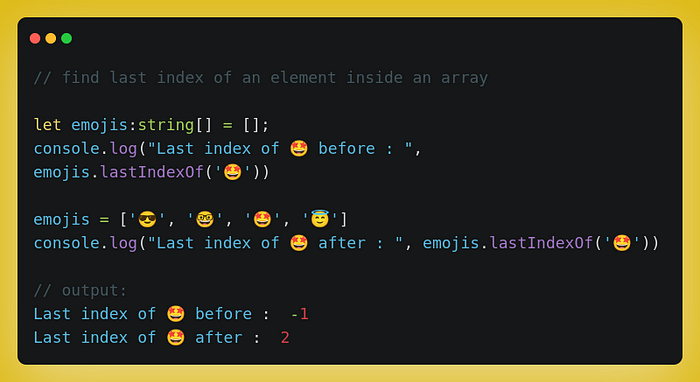 // find last index of an element inside an array
let emojis:string[] = [];
console.log("Last index of 🤩 before : ",
emojis.lastIndexOf('🤩'))
emojis = ['😎', '🤓', '🤩', '😇']
console.log("Last index of 🤩 after : ", emojis.lastIndexOf('🤩'))
// output:
Last index of 🤩 before :  -1
Last index of 🤩 after :  2